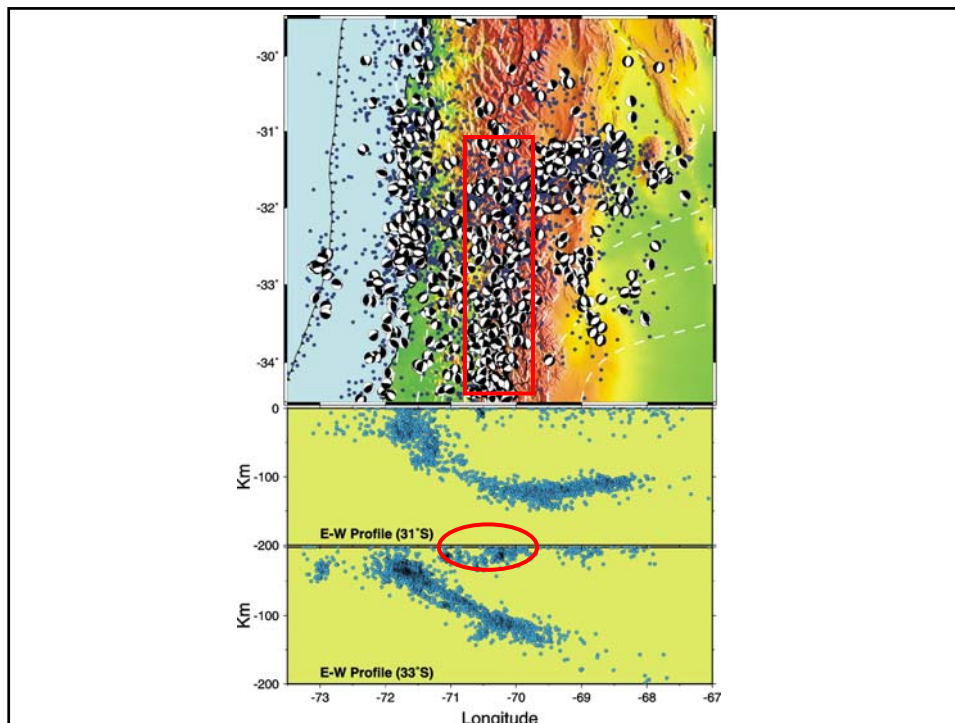 -30°
-31°
-32°
-33°
-34°
0
-100
Km
E-W Profile (31°S)
-200
-100
Km
E-W Profile (33°S)
-200
-73 -72 -71 -70 -69 -68 -67
Longitude